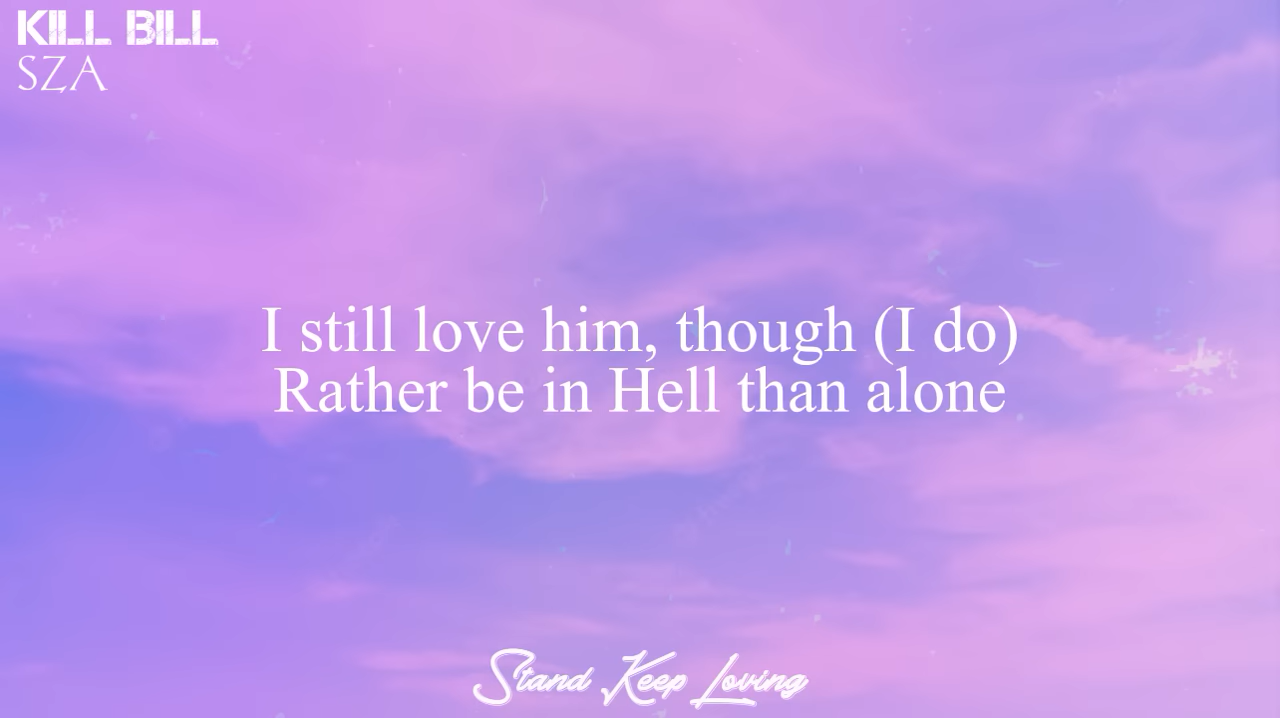 KILL BILL
SZA
I still love him, though (I do)
Rather be in Hell than alone
Stand Keep Loving